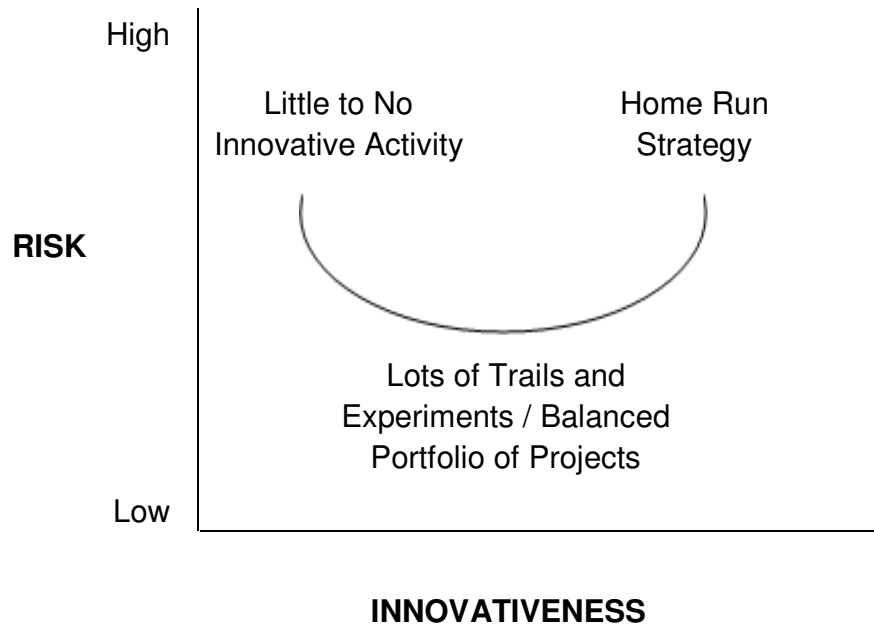 High
Little to No
Innovative Activity
Home Run
Strategy
RISK
Lots of Trails and
Experiments / Balanced
Portfolio of Projects
Low
INNOVATIVENESS